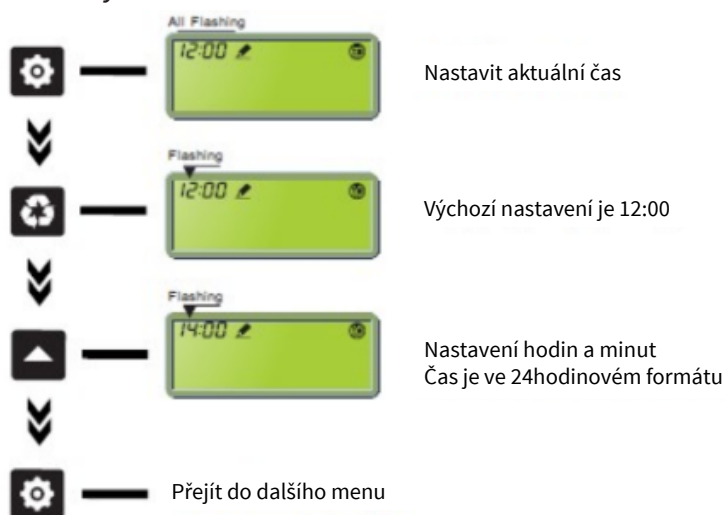 All Flashing
12:00
Nastavit aktuální čas
Flashing
12:00
Výchozí nastavení je 12:00
Flashing
14:00
Nastavení hodin a minut
Čas je ve 24hodinovém formátu
Přejít do dalšího menu